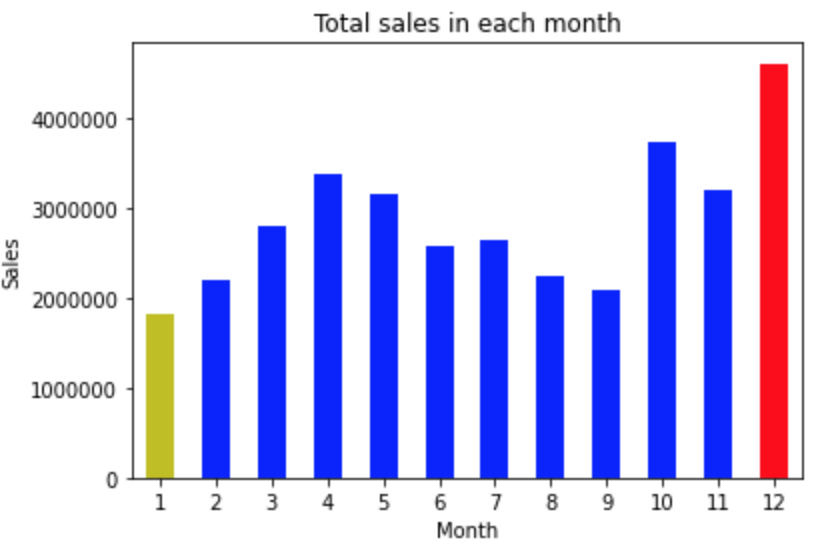 Total sales in each month
4000000
3000000
2000000
1000000
0
Sales
1 2 3 4 5 6 7 8 9 10 11 12
Month